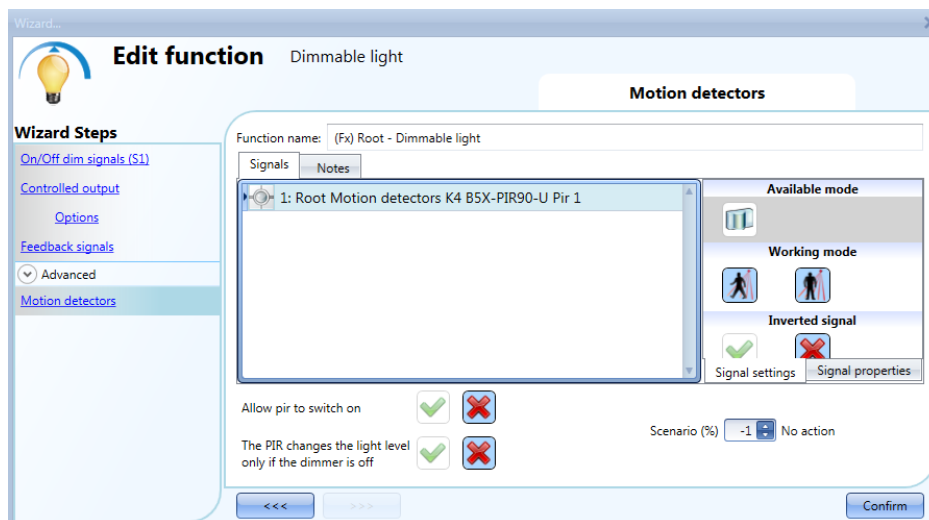 Wizard...
Edit function Dimmable light
Motion detectors
Wizard Steps
On/Off dim signals (S1)
Controlled output
Options
Feedback signals
Advanced
Motion detectors
Function name: (Fx) Root - Dimmable light
Signals Notes
1: Root Motion detectors K4 B5X-PIR90-U Pir 1
Available mode
Working mode
Inverted signal
Signal settings Signal properties
Allow pir to switch on
The PIR changes the light level
only if the dimmer is off
Scenario (%) -1 No action
<<< >>> Confirm